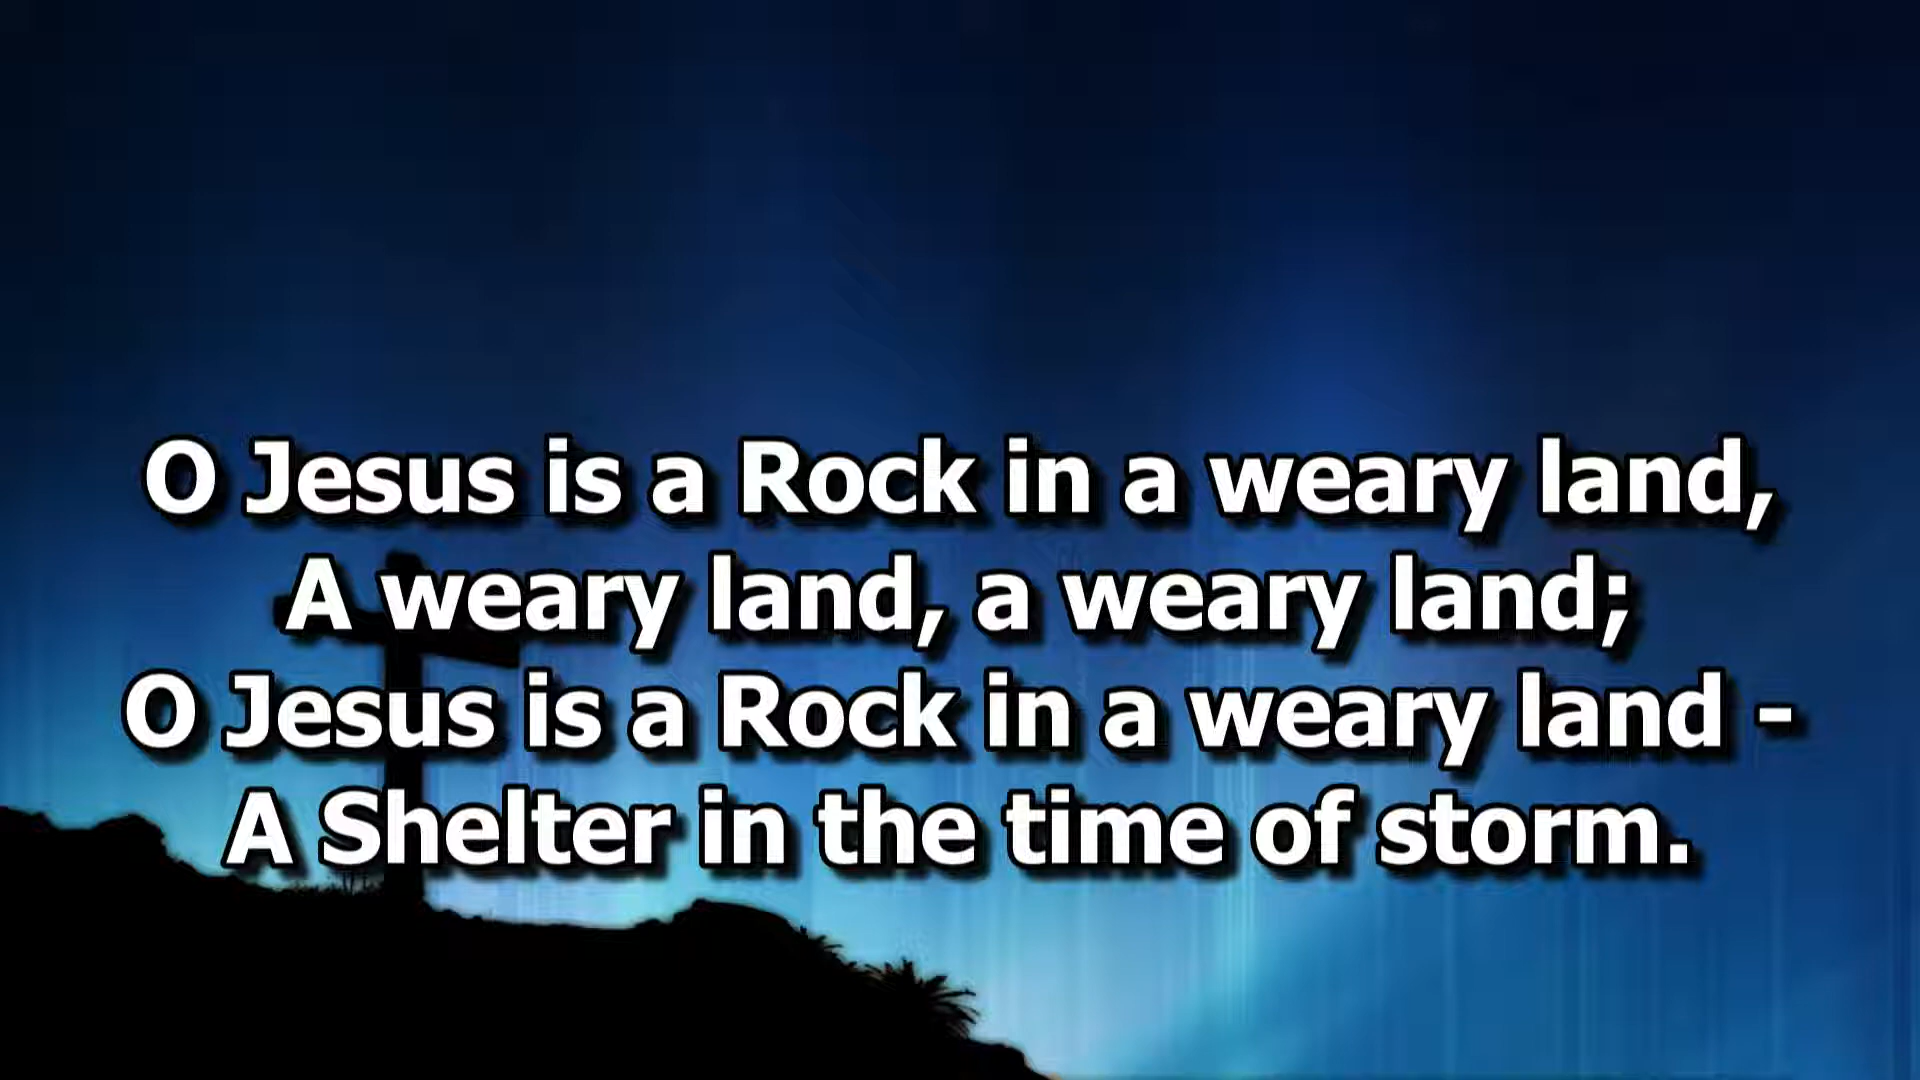 O Jesus is a Rock in a weary land,
A weary land, a weary land;
O Jesus is a Rock in a weary land -
A Shelter in the time of storm.